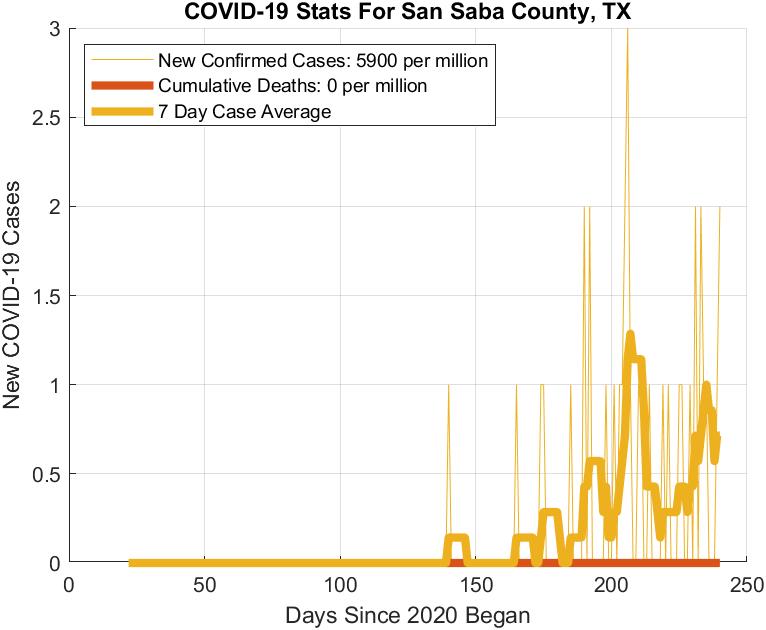 COVID-19 Stats For San Saba County, TX
New Confirmed Cases: 5900 per million
Cumulative Deaths: 0 per million
7 Day Case Average
New COVID-19 Cases
3
2.5
2
1.5
1
0.5
0
0 50 100 150 200 250
Days Since 2020 Began